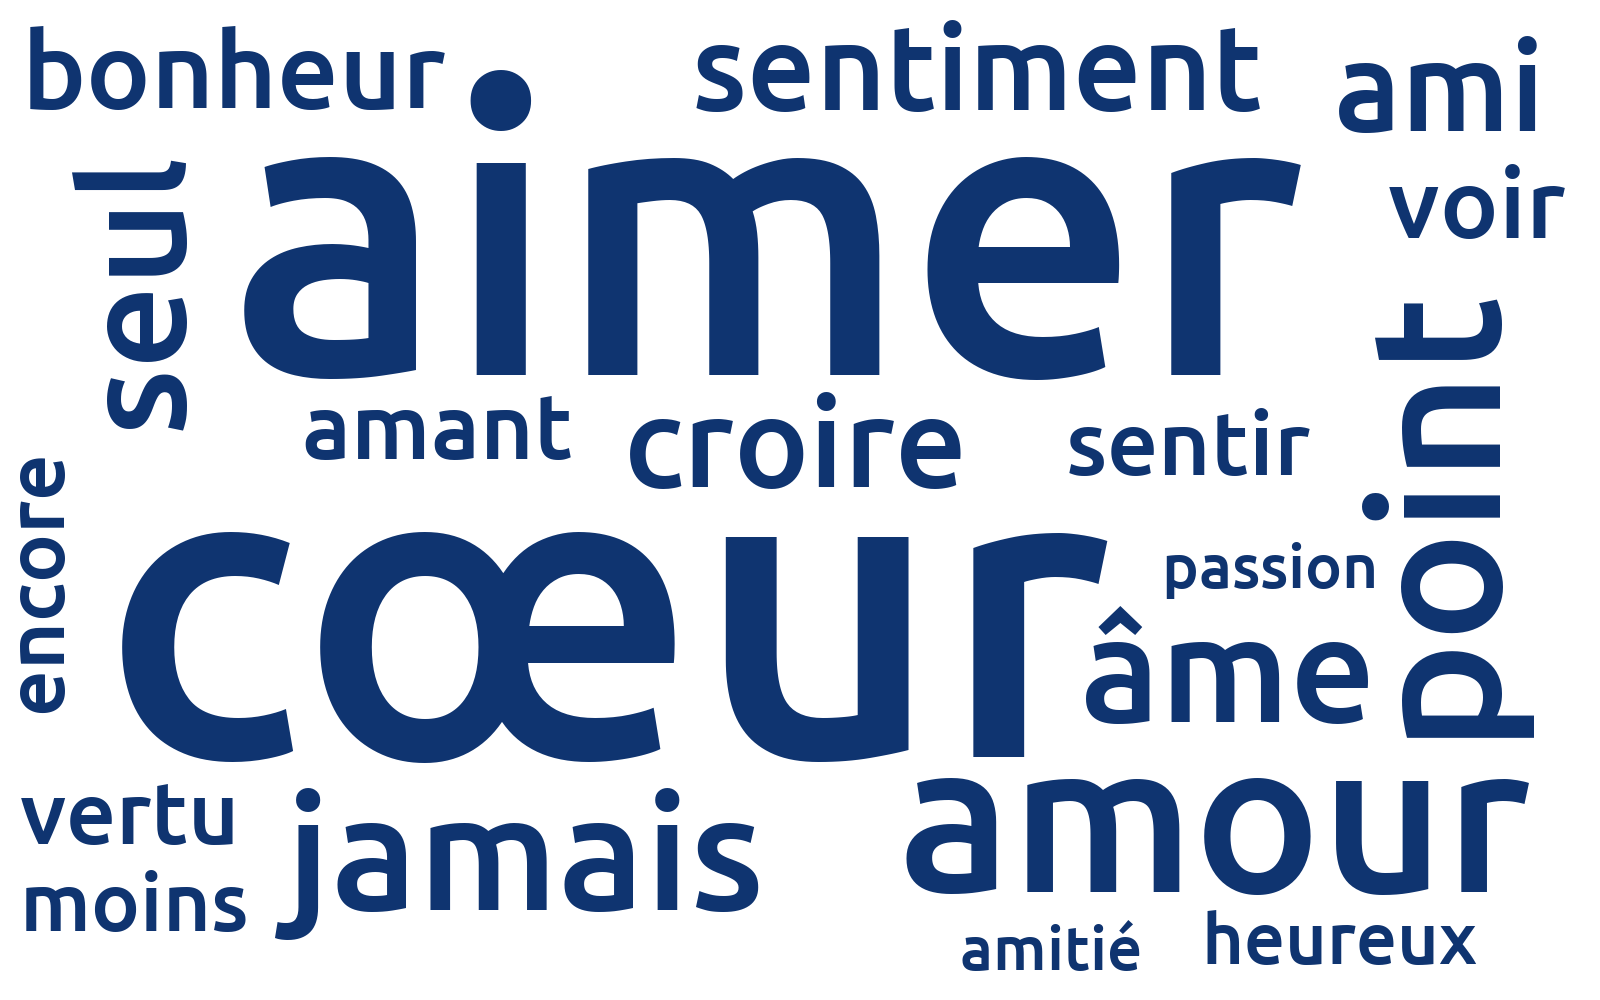 bonheur
sentiment
ami
voir
seul
aimer
point
amant
croire
sentir
encore
cœur
passion
âme
vertu
jamais
amour
moins
amitié
heureux